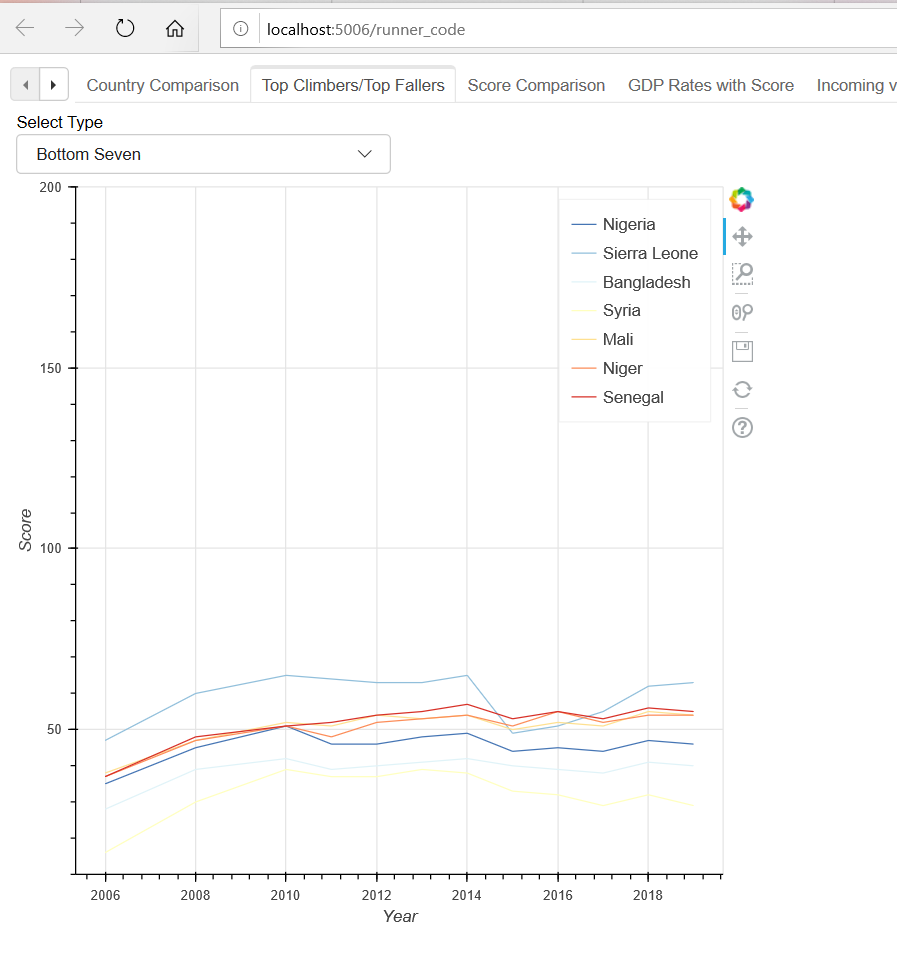 localhost:5006/runner_code
Country Comparison Top Climbers/Top Fallers Score Comparison GDP Rates with Score Incoming v
Select Type
Bottom Seven
200
150
100
50
Score
Nigeria
Sierra Leone
Bangladesh
Syria
Mali
Niger
Senegal
2006 2008 2010 2012 2014 2016 2018
Year